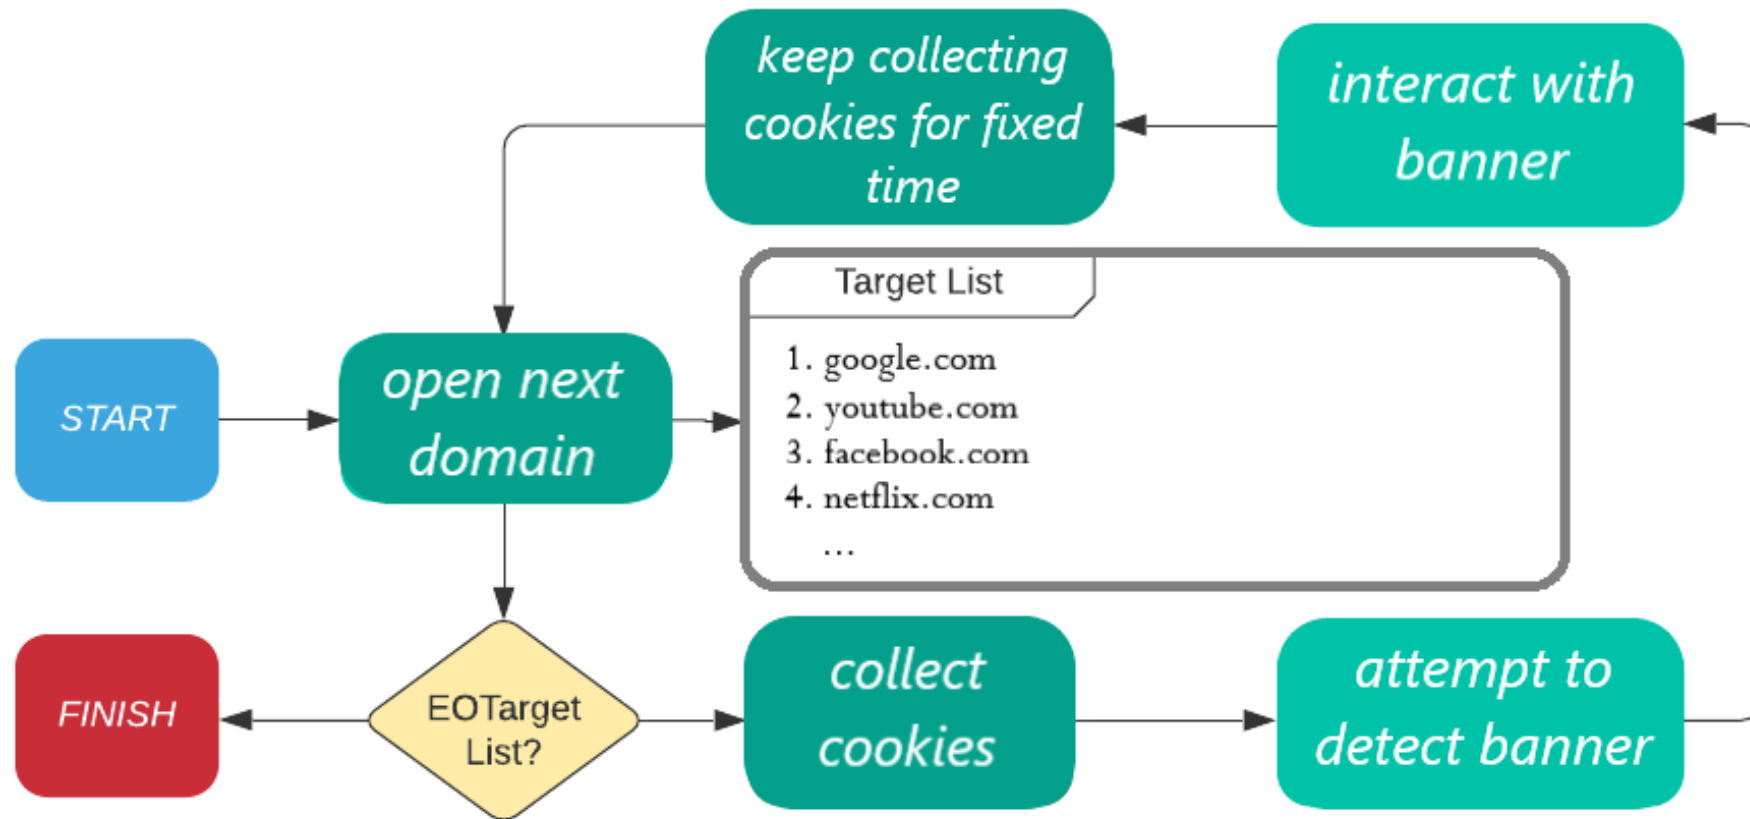 keep collecting
cookies for fixed
time
interact with
banner
Target List
1. google.com
2. youtube.com
3. facebook.com
4. netflix.com
...
START
open next
domain
FINISH
EOTarget
List?
collect
cookies
attempt to
detect banner